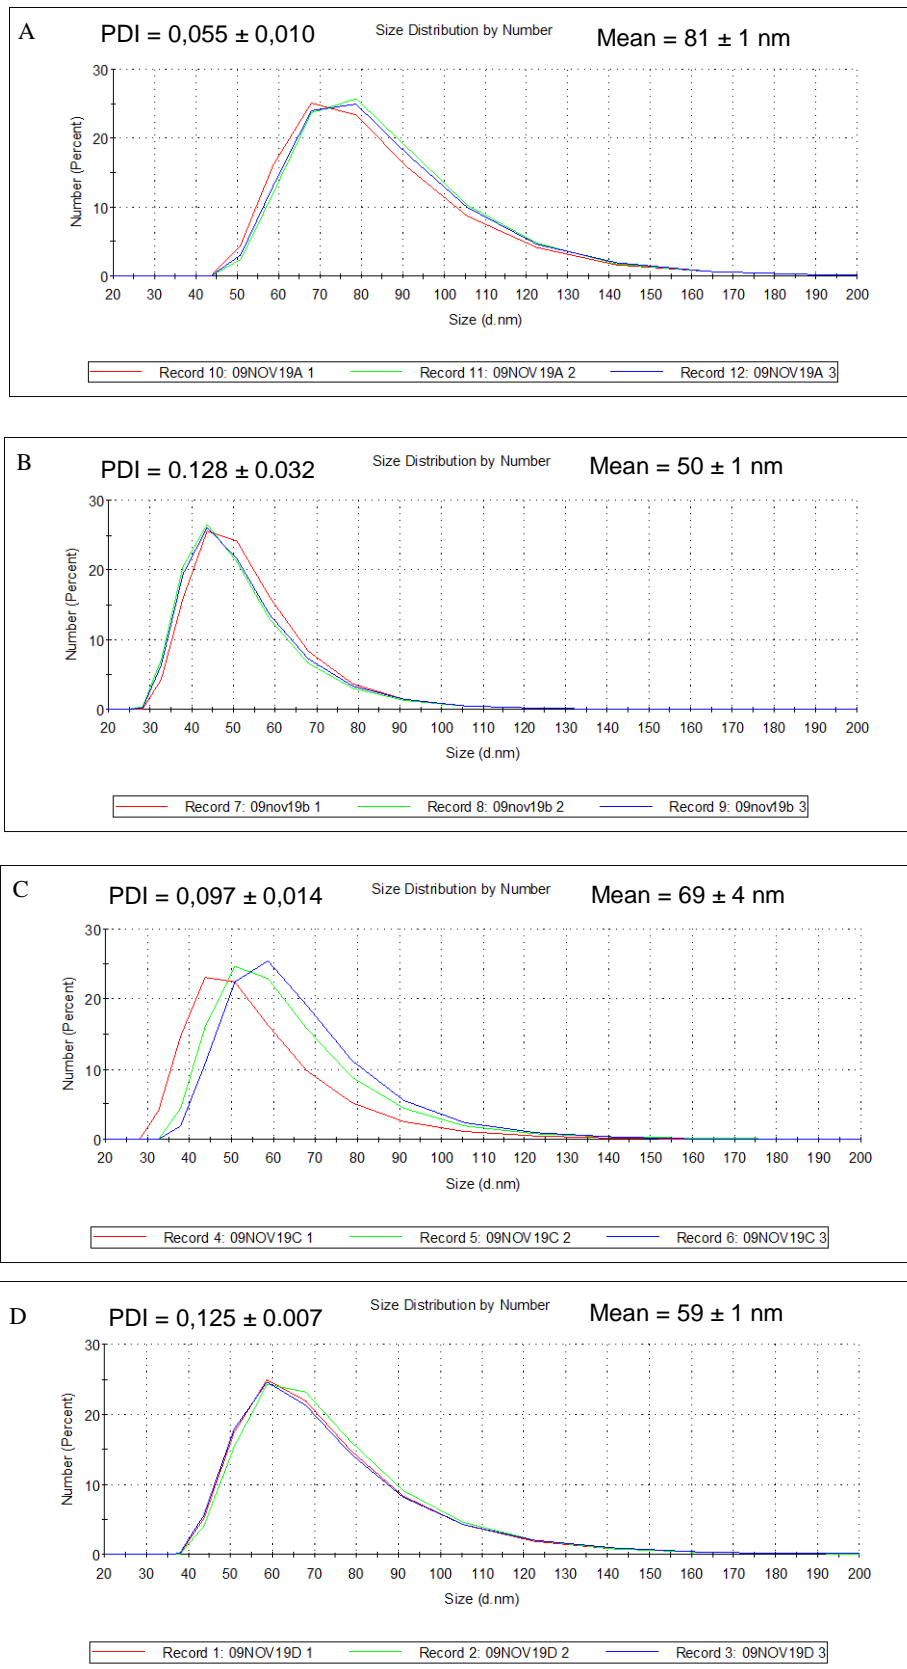 A
PDI = 0,055 ± 0,010
Size Distribution by Number
Mean = 81 ± 1 nm
Number (Percent)
30
20
10
0
20 30 40 50 60 70 80 90 100 110 120 130 140 150 160 170 180 190 200
Size (d.nm)
Record 10: 09NOV19A 1 Record 11: 09NOV19A 2 Record 12: 09NOV19A 3
B
PDI = 0.128 ± 0.032
Size Distribution by Number
Mean = 50 ± 1 nm
Number (Percent)
30
20
10
0
20 30 40 50 60 70 80 90 100 110 120 130 140 150 160 170 180 190 200
Size (d.nm)
Record 7: 09nov19b 1 Record 8: 09nov19b 2 Record 9: 09nov19b 3
C
PDI = 0,097 ± 0,014
Size Distribution by Number
Mean = 69 ± 4 nm
Number (Percent)
30
20
10
0
20 30 40 50 60 70 80 90 100 110 120 130 140 150 160 170 180 190 200
Size (d.nm)
Record 4: 09NOV19C 1 Record 5: 09NOV19C 2 Record 6: 09NOV19C 3
D
PDI = 0,125 ± 0.007
Size Distribution by Number
Mean = 59 ± 1 nm
Number (Percent)
30
20
10
0
20 30 40 50 60 70 80 90 100 110 120 130 140 150 160 170 180 190 200
Size (d.nm)
Record 1: 09NOV19D 1 Record 2: 09NOV19D 2 Record 3: 09NOV19D 3